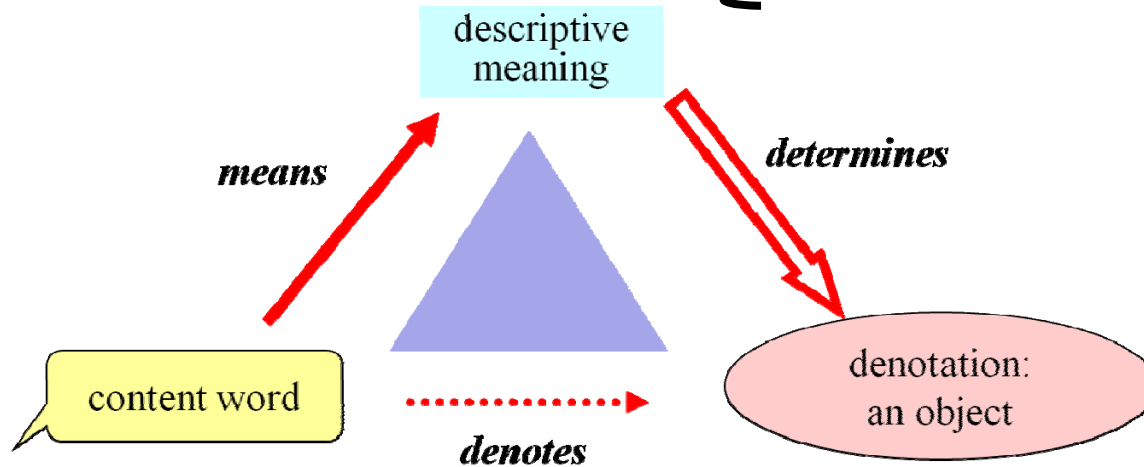 descriptive
meaning
means
determines
content word
denotes
denotation:
an object